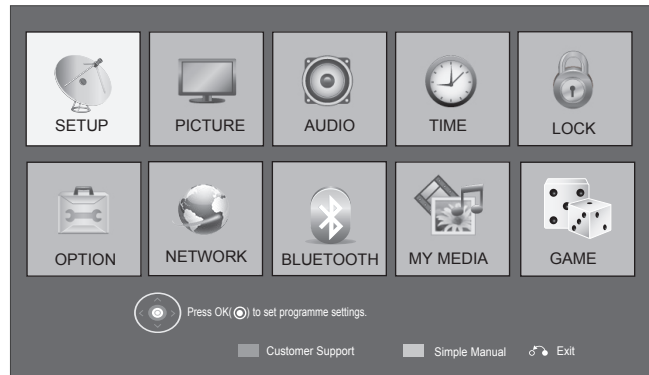 SETUP PICTURE AUDIO TIME LOCK
OPTION NETWORK BLUETOOTH MY MEDIA GAME
Press OK( ) to set programme settings.
Customer Support Simple Manual Exit